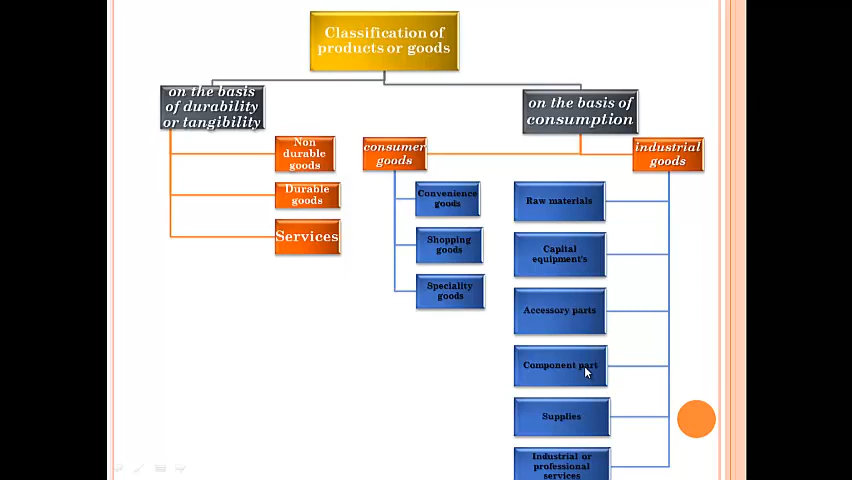 Classification of
products or goods
on the basis
of durability
or tangibility
on the basis of
consumption
Non
durable
goods
Durable
goods
Services
consumer
goods
industrial
goods
Convenience
goods
Shopping
goods
Speciality
goods
Raw materials
Capital
equipment's
Accessory parts
Component part
Supplies
Industrial or
professional
services